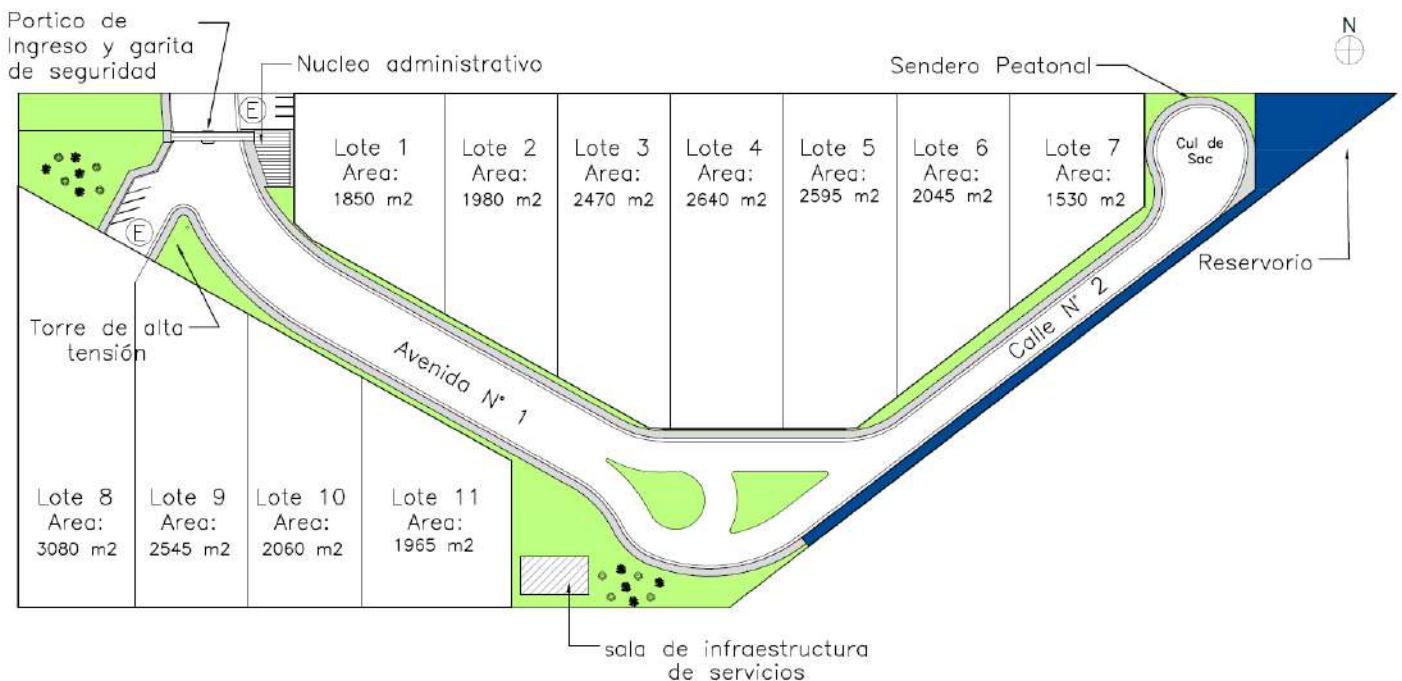 Portico de
Ingreso y garita
de seguridad
Nucleo administrativo
Sendero Peatonal
N
E
Lote 1
Area:
1850 m2
Lote 2
Area:
1980 m2
Lote 3
Area:
2470 m2
Lote 4
Area:
2640 m2
Lote 5
Area:
2595 m2
Lote 6
Area:
2045 m2
Lote 7
Area:
1530 m2
Cul de
Sac
E
Reservorio
Torre de alta
tensión
Avenida N° 1
Calle N° 2
Lote 8
Area:
3080 m2
Lote 9
Area:
2545 m2
Lote 10
Area:
2060 m2
Lote 11
Area:
1965 m2
sala de infraestructura
de servicios